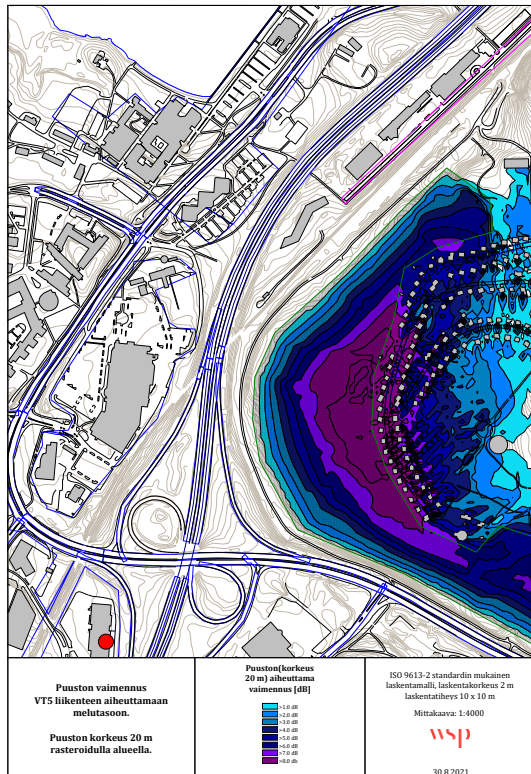 Puuston vaimennus
VT5 liikenteen aiheuttamaan
melutasoon.
Puuston korkeus 20 m
rasteroidulla alueella.
Puuston(korkeus
20 m) aiheuttama
vaimennus [dB]
>1.0 dB
>2.0 dB
>3.0 dB
>4.0 dB
>5.0 dB
>6.0 dB
>7.0 dB
>8.0 db
ISO 9613-2 standardin mukainen
laskentamalli, laskentakorkeus 2 m
laskentatiheys 10 x 10 m
Mittakaava: 1:4000
wsp
30.8.2021